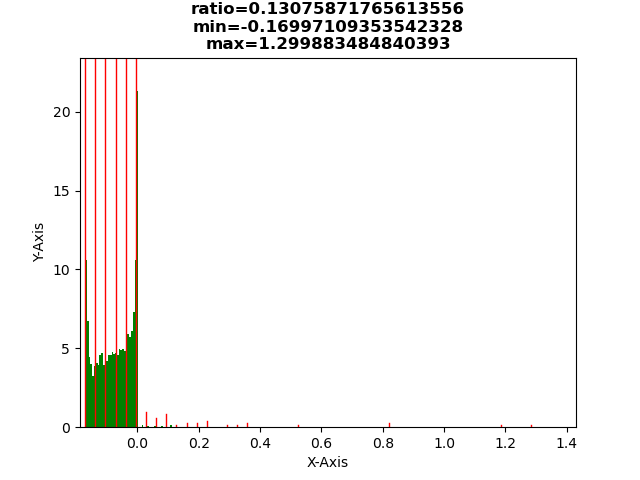 ratio=0.13075871765613556
min=-0.16997109353542328
max=1.299883484840393
Y-Axis
20
15
10
5
0
0.0 0.2 0.4 0.6 0.8 1.0 1.2 1.4
X-Axis